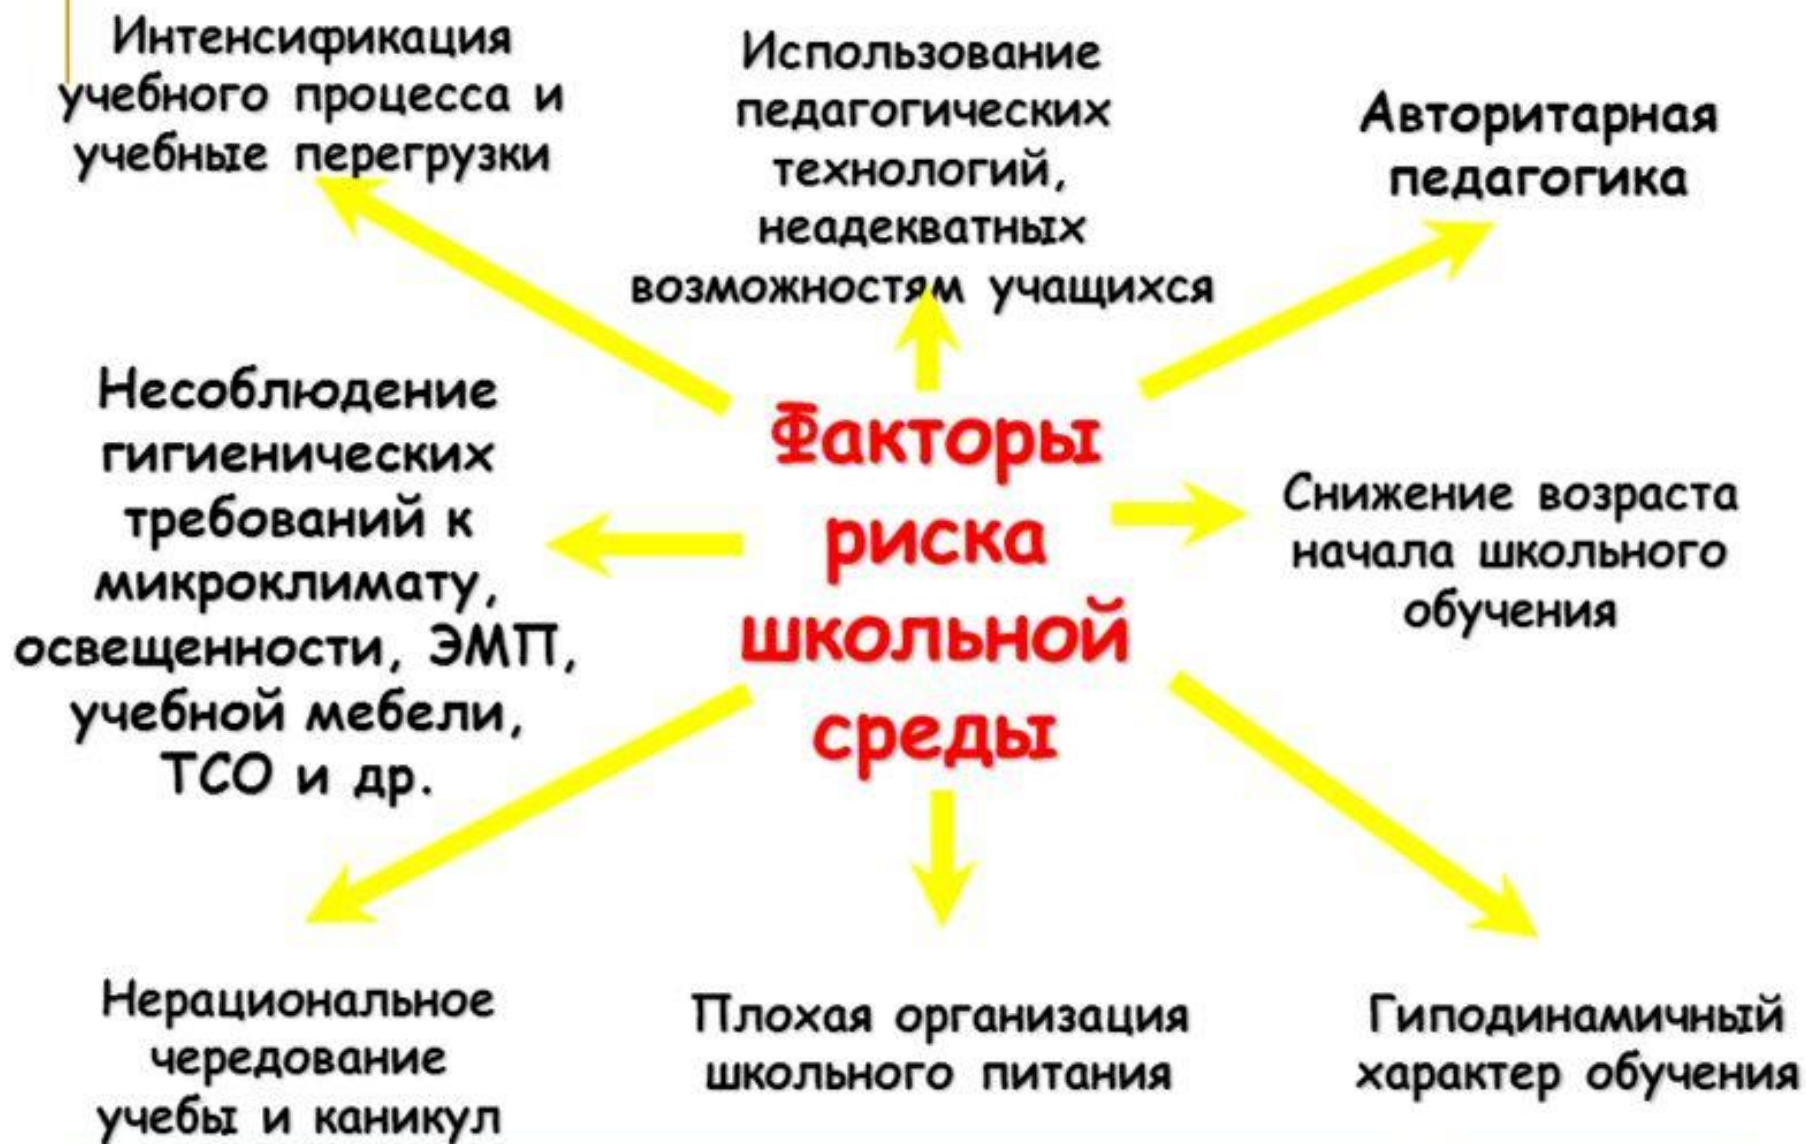 Интенсификация
учебного процесса и
учебные перегрузки
Использование
педагогических
технологий,
неадекватных
возможностям учащихся
Авторитарная
педагогика
Несоблюдение
гигиенических
требований к
микроклимату,
освещенности, ЭМП,
учебной мебели,
ТСО и др.
Факторы
риска
школьной
среды
Снижение возраста
начала школьного
обучения
Нерациональное
чередование
учебы и каникул
Плохая организация
школьного питания
Гиподинамичный
характер обучения